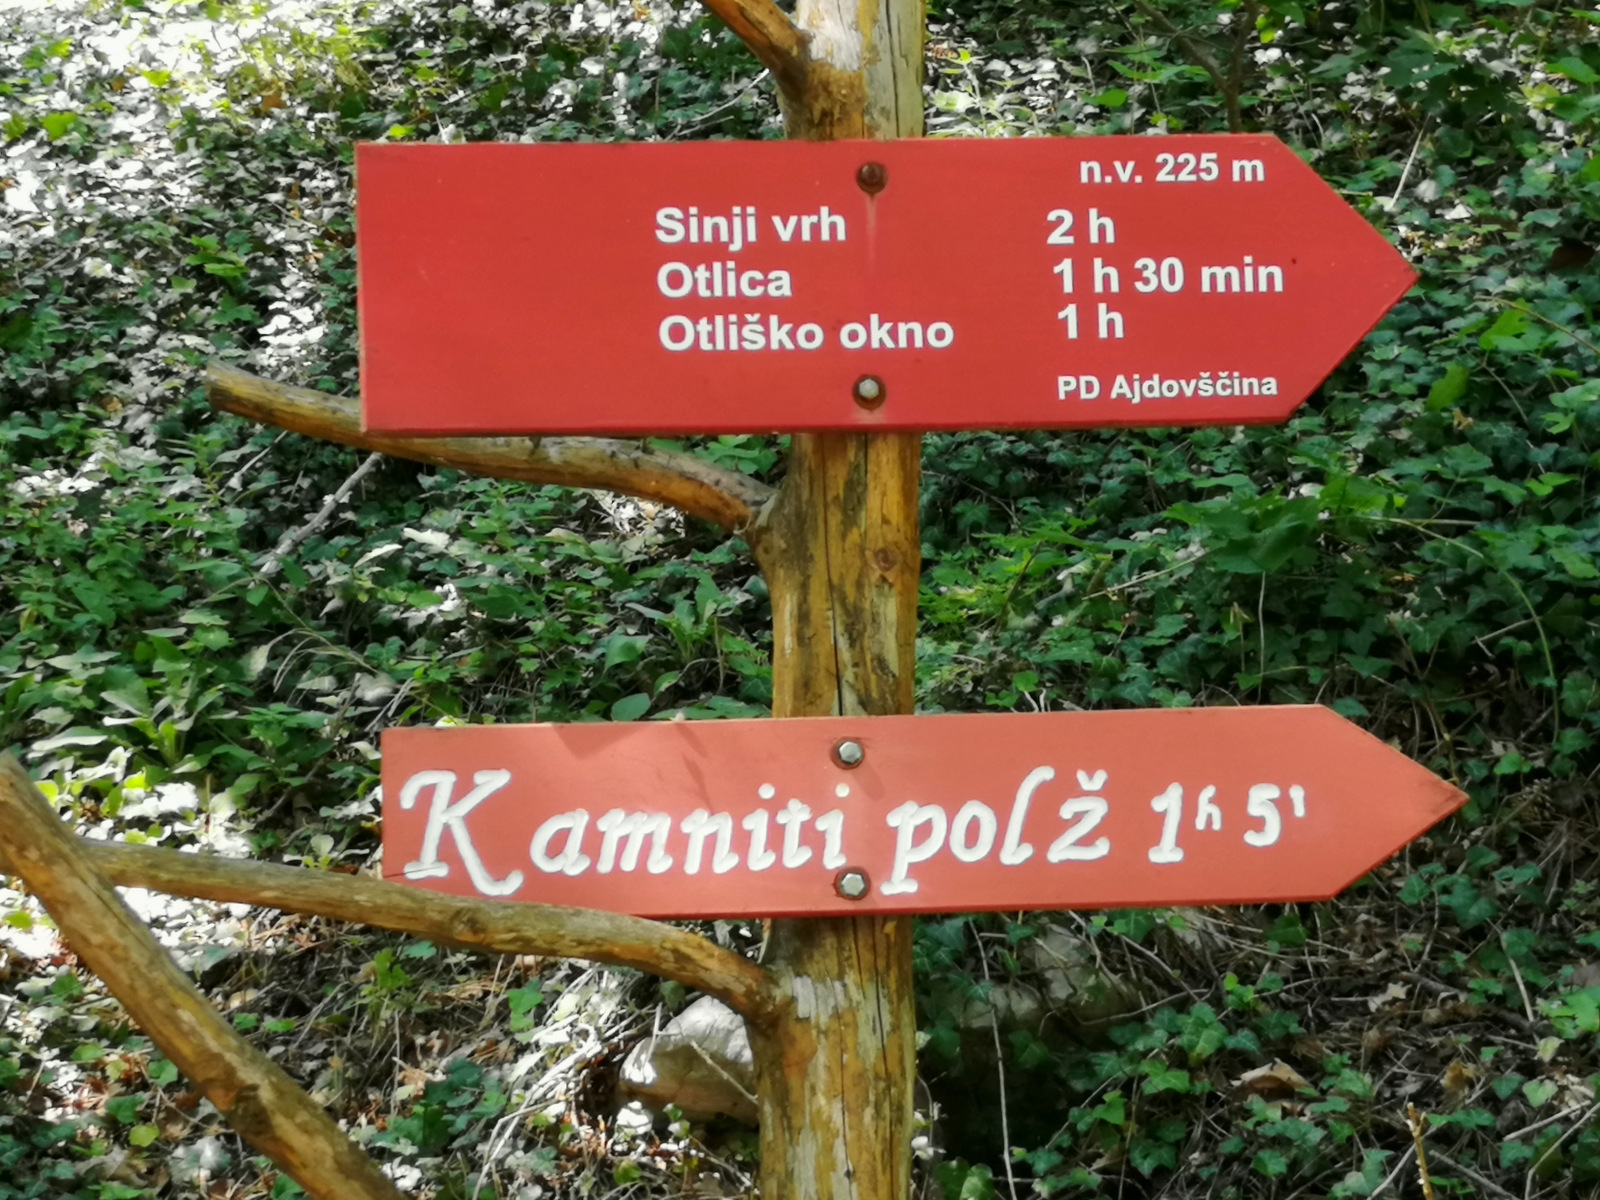 n.v. 225 m
Sinji vrh 2 h
Otlica 1 h 30 min
Otliško okno 1 h
PD Ajdovščina
Kamniti polž 1h 5'